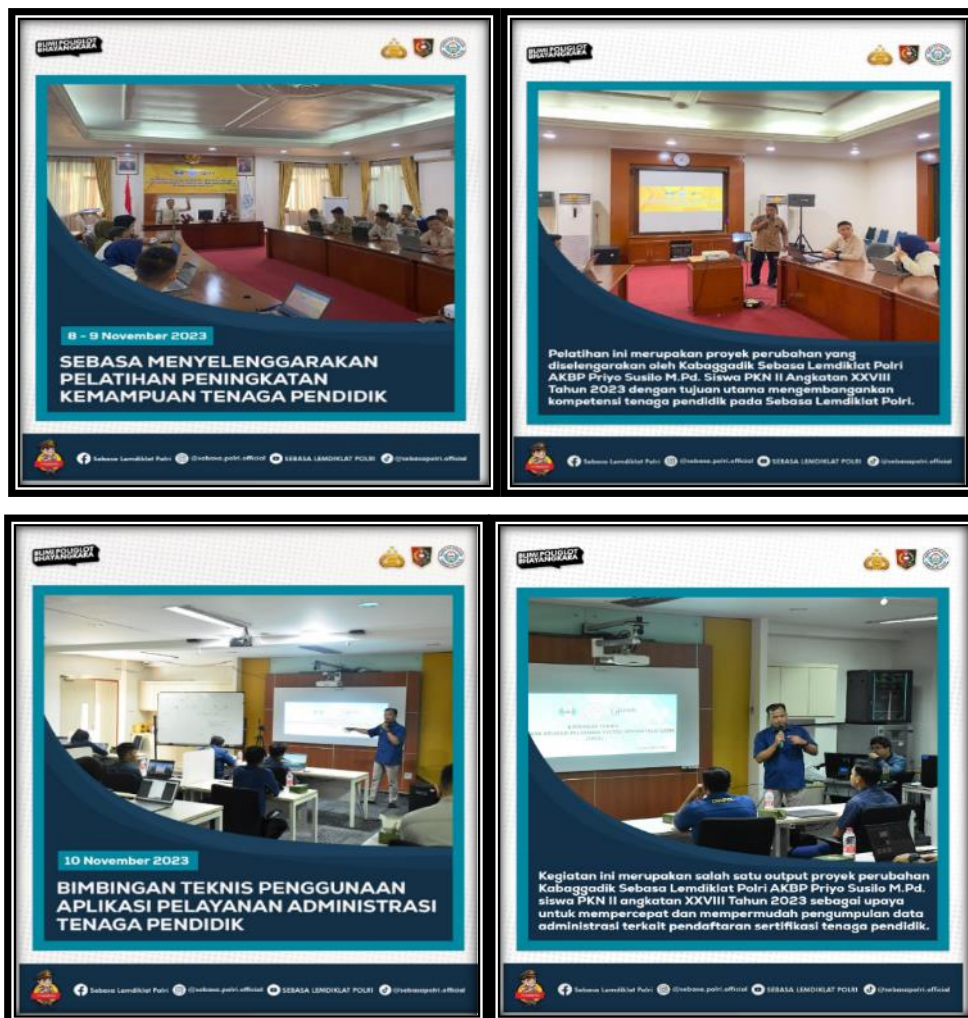 BUMI POLIGLOT
BHAYANGKARA
8 - 9 November 2023
SEBASA MENYELENGGARAKAN
PELATIHAN PENINGKATAN
KEMAMPUAN TENAGA PENDIDIK
Sebasa Lemdiklat Polri @sebasa.polri.official SEBASA LEMDIKLAT POLRI @sebasapolri.official
BUMI POLIGLOT
BHAYANGKARA
Pelatihan ini merupakan proyek perubahan yang
diselengarakan oleh Kabaggadik Sebasa Lemdiklat Polri
AKBP Priyo Susilo M.Pd. Siswa PKN II Angkatan XXVIII
Tahun 2023 dengan tujuan utama mengembangankan
kompetensi tenaga pendidik pada Sebasa Lemdiklat Polri.
Sebasa Lemdiklat Polri @sebasa.polri.official SEBASA LEMDIKLAT POLRI @sebasapolri.official
BUMI POLIGLOT
BHAYANGKARA
10 November 2023
BIMBINGAN TEKNIS PENGGUNAAN
APLIKASI PELAYANAN ADMINISTRASI
TENAGA PENDIDIK
Sebasa Lemdiklat Polri @sebasa.polri.official SEBASA LEMDIKLAT POLRI @sebasapolri.official
BUMI POLIGLOT
BHAYANGKARA
BIMBINGAN TEKNIS
Kegiatan ini merupakan salah satu output proyek perubahan
Kabaggadik Sebasa Lemdiklat Polri AKBP Priyo Susilo M.Pd.
siswa PKN II angkatan XXVIII Tahun 2023 sebagai upaya
untuk mempercepat dan mempermudah pengumpulan data
administrasi terkait pendaftaran sertifikasi tenaga pendidik.
Sebasa Lemdiklat Polri @sebasa.polri.official SEBASA LEMDIKLAT POLRI @sebasapolri.official